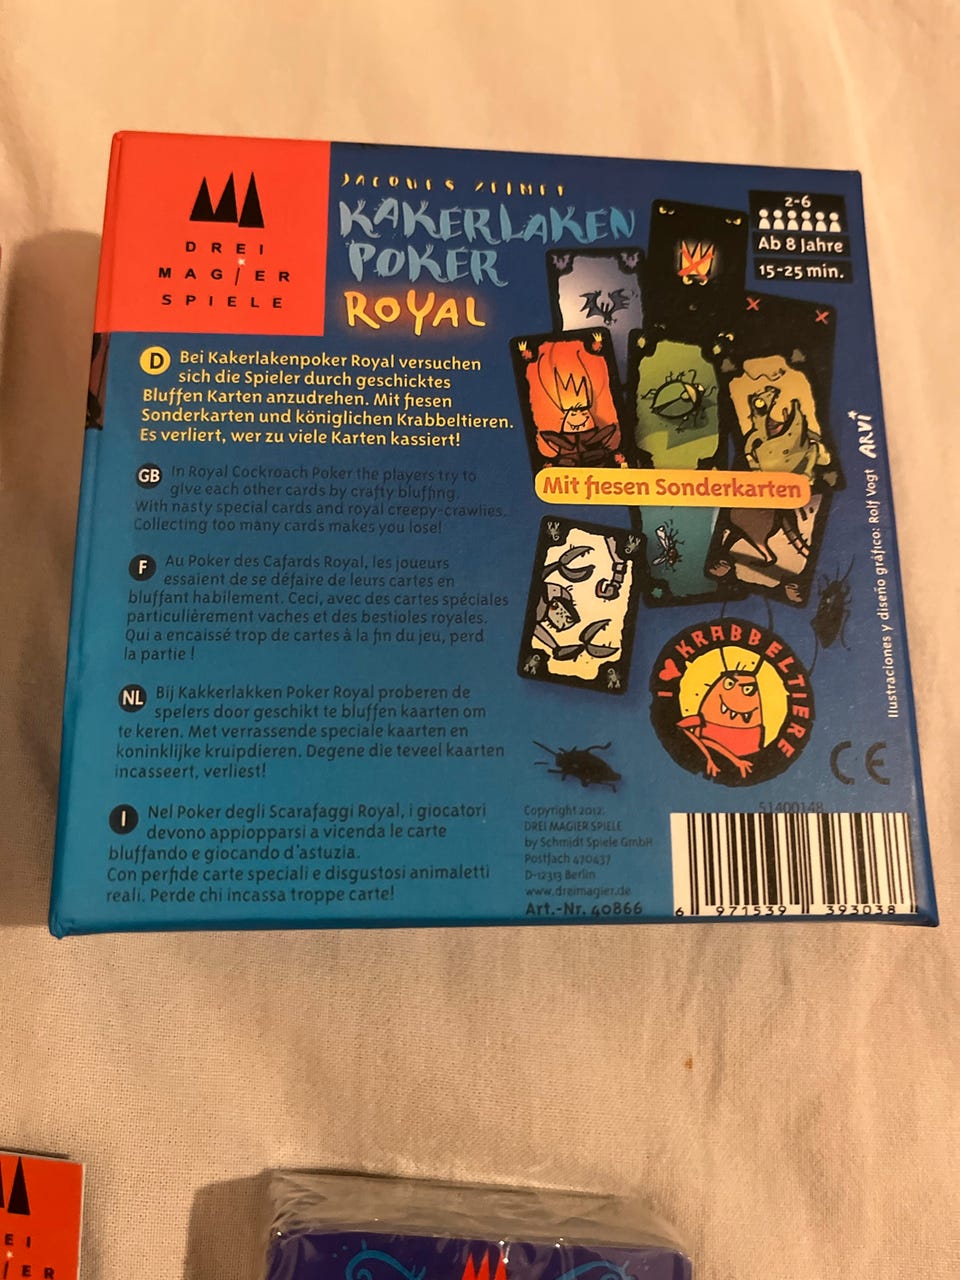 DREI
MAGIER
SPIELE
JACQUES ZEIMET
KAKERLAKEN
POKER
ROYAL
2-6
Ab 8 Jahre
15-25 min.
D Bei Kakerlakenpoker Royal versuchen
sich die Spieler durch geschicktes
Bluffen Karten anzudrehen. Mit fiesen
Sonderkarten und königlichen Krabbeltieren.
Es verliert, wer zu viele Karten kassiert!
GB In Royal Cockroach Poker the players try to
give each other cards by crafty bluffing.
With nasty special cards and royal creepy-crawlies.
Collecting too many cards makes you lose!
F Au Poker des Cafards Royal, les joueurs
essaient de se défaire de leurs cartes en
bluffant habilement. Ceci, avec des cartes spéciales
particulièrement vaches et des bestioles royales.
Qui a encaissé trop de cartes à la fin du jeu, perd
la partie !
NL Bij Kakkerlakken Poker Royal proberen de
spelers door geschikt te bluffen kaarten om
te keren. Met verrassende speciale kaarten en
koninklijke kruipdieren. Degene die teveel kaarten
incasseert, verliest!
I Nel Poker degli Scarafaggi Royal, i giocatori
devono appiopparsi a vicenda le carte
bluffando e giocando d'astuzia.
Con perfide carte speciali e disgustosi animaletti
reali. Perde chi incassa troppe carte!
Mit fiesen Sonderkarten
I KRABBELTIERE
Ilustraciones y diseño gráfico: Rolf Vogt ARVi
CE
Copyright 2012:
DREI MAGIER SPIELE
by Schmidt Spiele GmbH
Postfach 470437
D-12313 Berlin
www.dreimagier.de
Art.-Nr. 40866
51400148
6 971539 393038
EI
IER